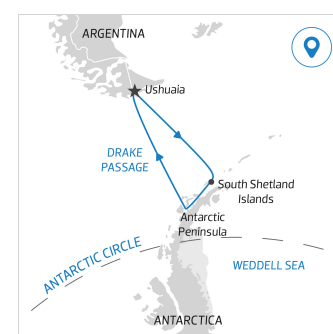 ARGENTINA
Ushuaia
DRAKE
PASSAGE
South Shetland
Islands
Antarctic
Peninsula
ANTARCTIC CIRCLE
WEDDELL SEA
ANTARCTICA